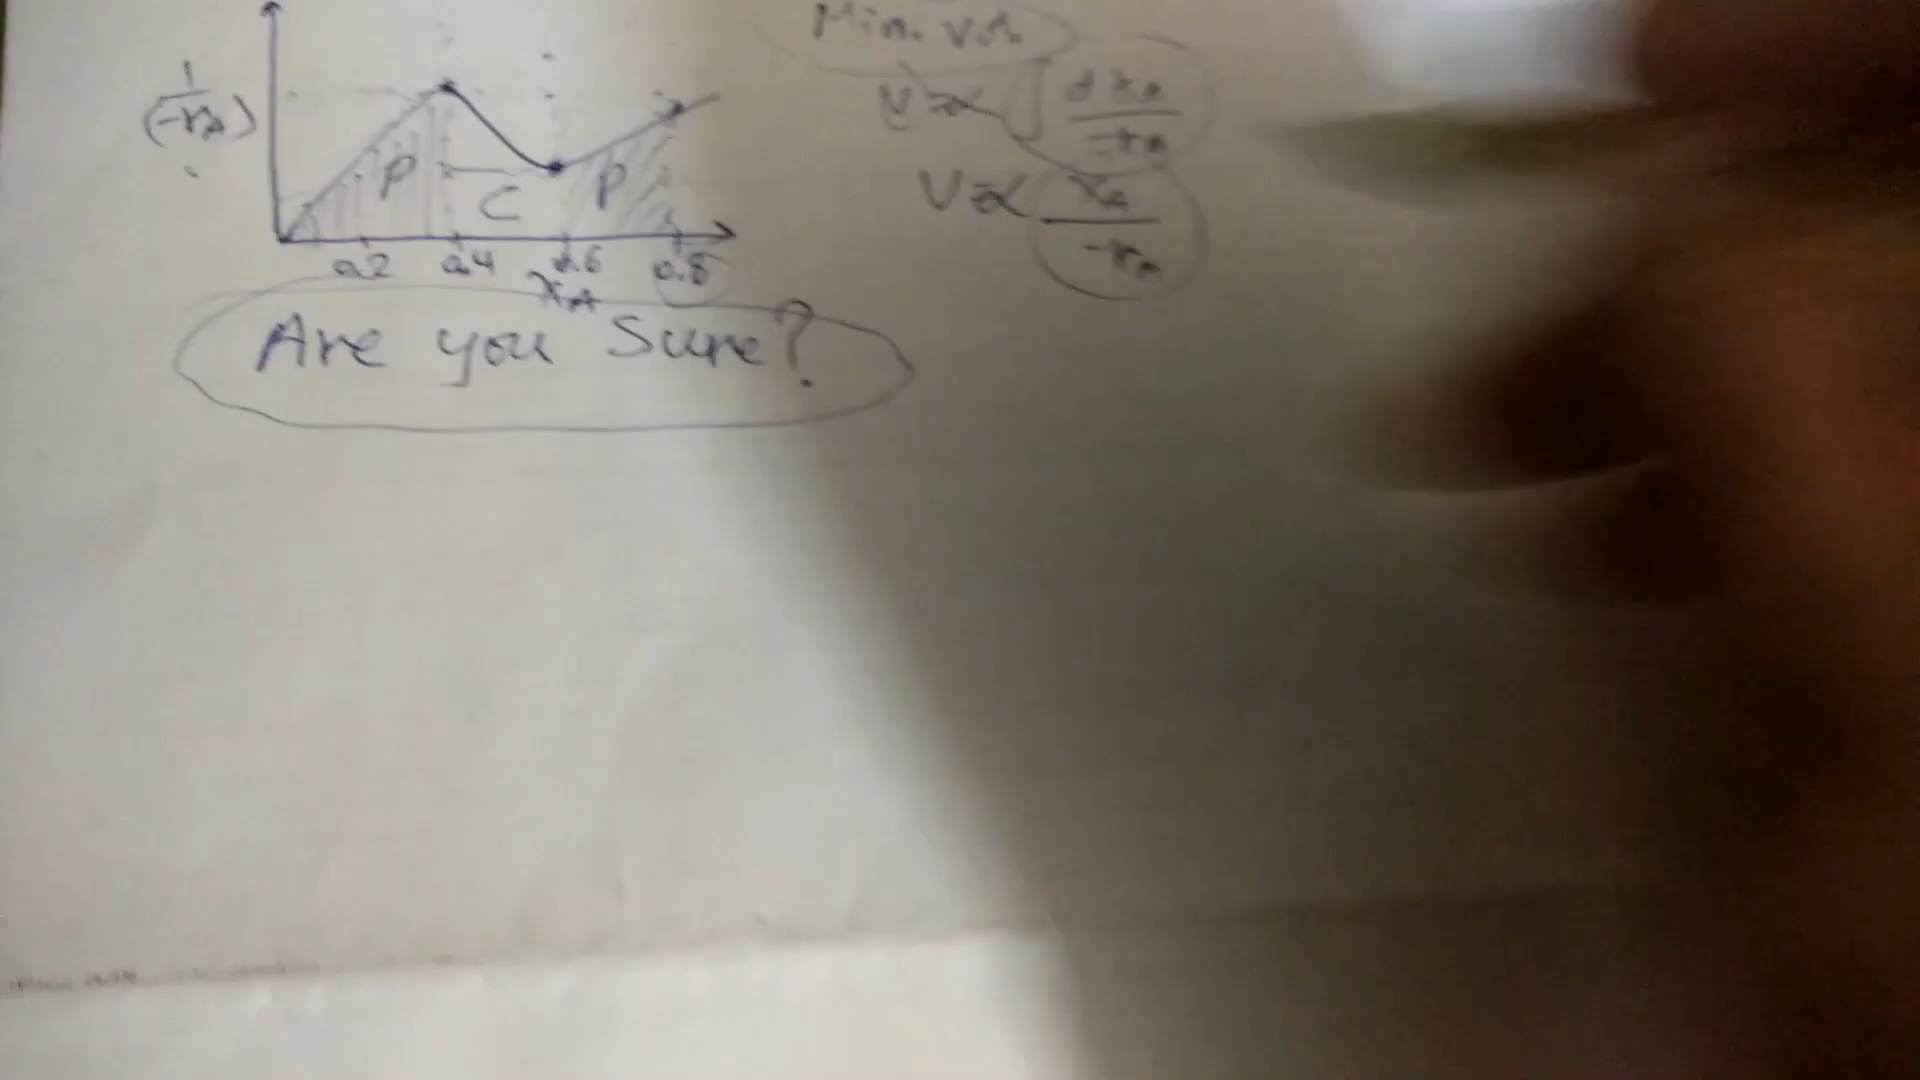 Min. Vol.
1
(-rA)
V ∝ ∫ dxA
-rA
P
C
P
V ∝ xA
-rA
0.2 0.4 0.6 0.8
xA
Are you Sure?